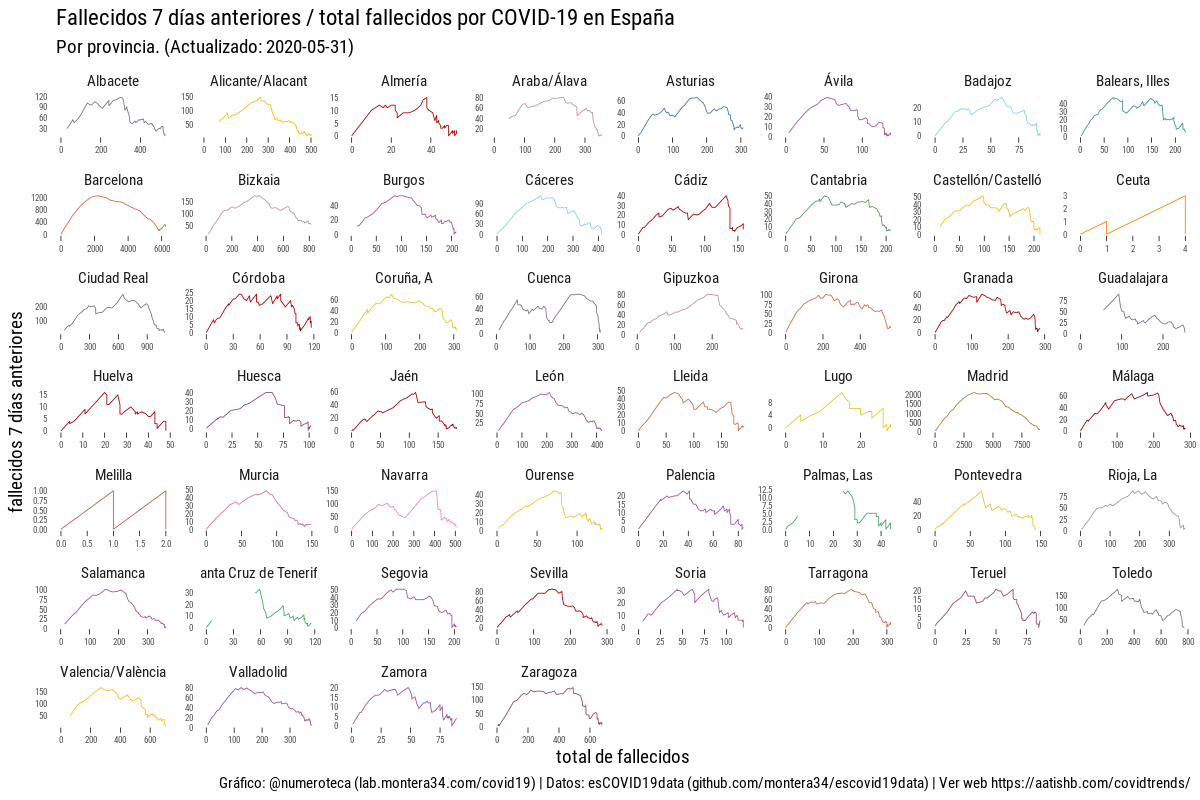 Fallecidos 7 días anteriores / total fallecidos por COVID-19 en España
Por provincia. (Actualizado: 2020-05-31)
fallecidos 7 días anteriores
Albacete Alicante/Alacant Almería Araba/Álava Asturias Ávila Badajoz Balears, Illes
120 90 60 30
0 200 400
150 100 50
0 100 200 300 400 500
15 10 5 0
0 20 40
80 60 40 20
0 100 200 300
60 40 20 0
0 100 200 300
40 30 20 10 0
0 50 100
20 10 0
0 25 50 75
40 30 20 10 0
0 50 100 150 200
Barcelona Bizkaia Burgos Cáceres Cádiz Cantabria Castellón/Castelló Ceuta
1200 800 400 0
0 2000 4000 6000
150 100 50
0 200 400 600 800
40 20 0
0 50 100 150 200
90 60 30 0
0 100 200 300 400
40 30 20 10 0
0 50 100 150
50 40 30 20 10 0
0 50 100 150 200
50 40 30 20 10 0
0 50 100 150 200
3 2 1 0
0 1 2 3 4
Ciudad Real Córdoba Coruña, A Cuenca Gipuzkoa Girona Granada Guadalajara
200 100
0 300 600 900
25 20 15 10 5 0
0 30 60 90 120
60 40 20 0
0 100 200 300
60 40 20 0
0 100 200 300
80 60 40 20 0
0 100 200
100 75 50 25 0
0 200 400
60 40 20 0
0 100 200 300
75 50 25 0
0 100 200
Huelva Huesca Jaén León Lleida Lugo Madrid Málaga
15 10 5 0
0 10 20 30 40 50
40 30 20 10 0
0 25 50 75 100
60 40 20 0
0 50 100 150
100 75 50 25
0 100 200 300 400
50 40 30 20 10 0
0 50 100 150
8 4 0
0 10 20
2000 1500 1000 500 0
0 2500 5000 7500
60 40 20 0
0 100 200 300
Melilla Murcia Navarra Ourense Palencia Palmas, Las Pontevedra Rioja, La
1.00 0.75 0.50 0.25 0.00
0.0 0.5 1.0 1.5 2.0
50 40 30 20 10 0
0 50 100 150
150 100 50 0
0 100 200 300 400 500
40 30 20 10 0
0 50 100
20 15 10 5 0
0 20 40 60 80
12.5 10.0 7.5 5.0 2.5 0.0
0 10 20 30 40
40 20 0
0 50 100 150
75 50 25 0
0 100 200 300
Salamanca anta Cruz de Tenerif Segovia Sevilla Soria Tarragona Teruel Toledo
100 75 50 25 0
0 100 200 300
30 20 10 0
0 30 60 90 120
50 40 30 20 10 0
0 50 100 150 200
80 60 40 20 0
0 100 200 300
30 20 10 0
0 25 50 75 100
80 60 40 20 0
0 100 200 300
20 15 10 5 0
0 25 50 75
150 100 50
0 200 400 600 800
Valencia/València Valladolid Zamora Zaragoza
150 100 50
0 200 400 600
80 60 40 20 0
0 100 200 300
20 15 10 5 0
0 25 50 75
150 100 50 0
0 200 400 600
total de fallecidos
Gráfico: @numeroteca (lab.montera34.com/covid19) | Datos: esCOVID19data (github.com/montera34/escovid19data) | Ver web https://aatishb.com/covidtrends/